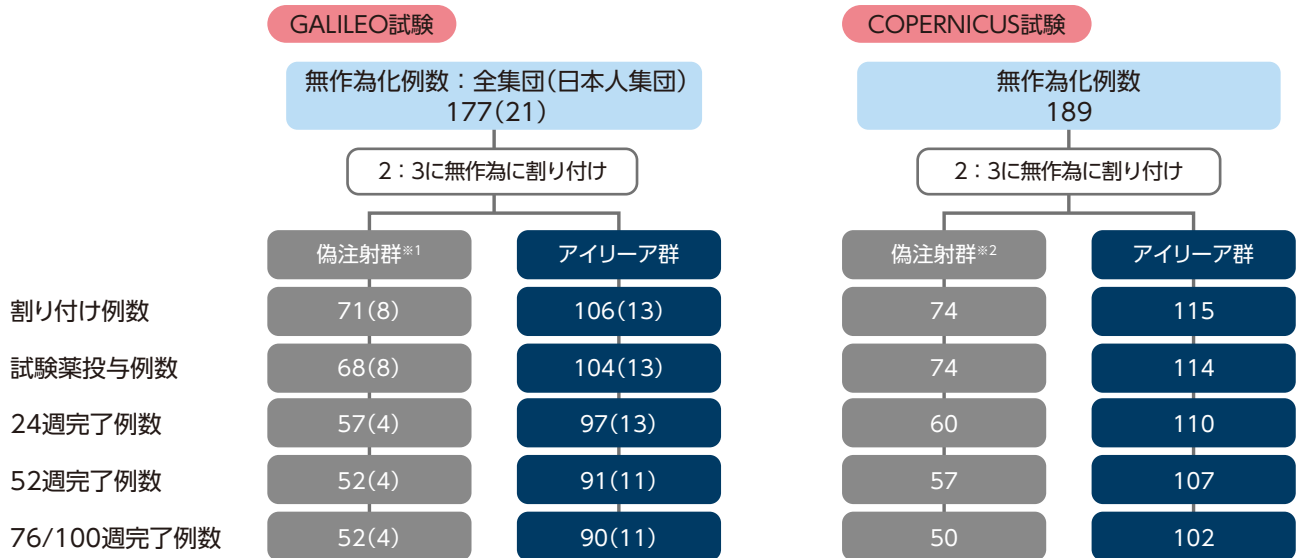 GALILEO試験
COPERNICUS試験
無作為化例数：全集団(日本人集団)
177(21)
無作為化例数
189
2：3に無作為に割り付け
2：3に無作為に割り付け
偽注射群※1
アイリーア群
偽注射群※2
アイリーア群
割り付け例数
71(8)
106(13)
74
115
試験薬投与例数
68(8)
104(13)
74
114
24週完了例数
57(4)
97(13)
60
110
52週完了例数
52(4)
91(11)
57
107
76/100週完了例数
52(4)
90(11)
50
102